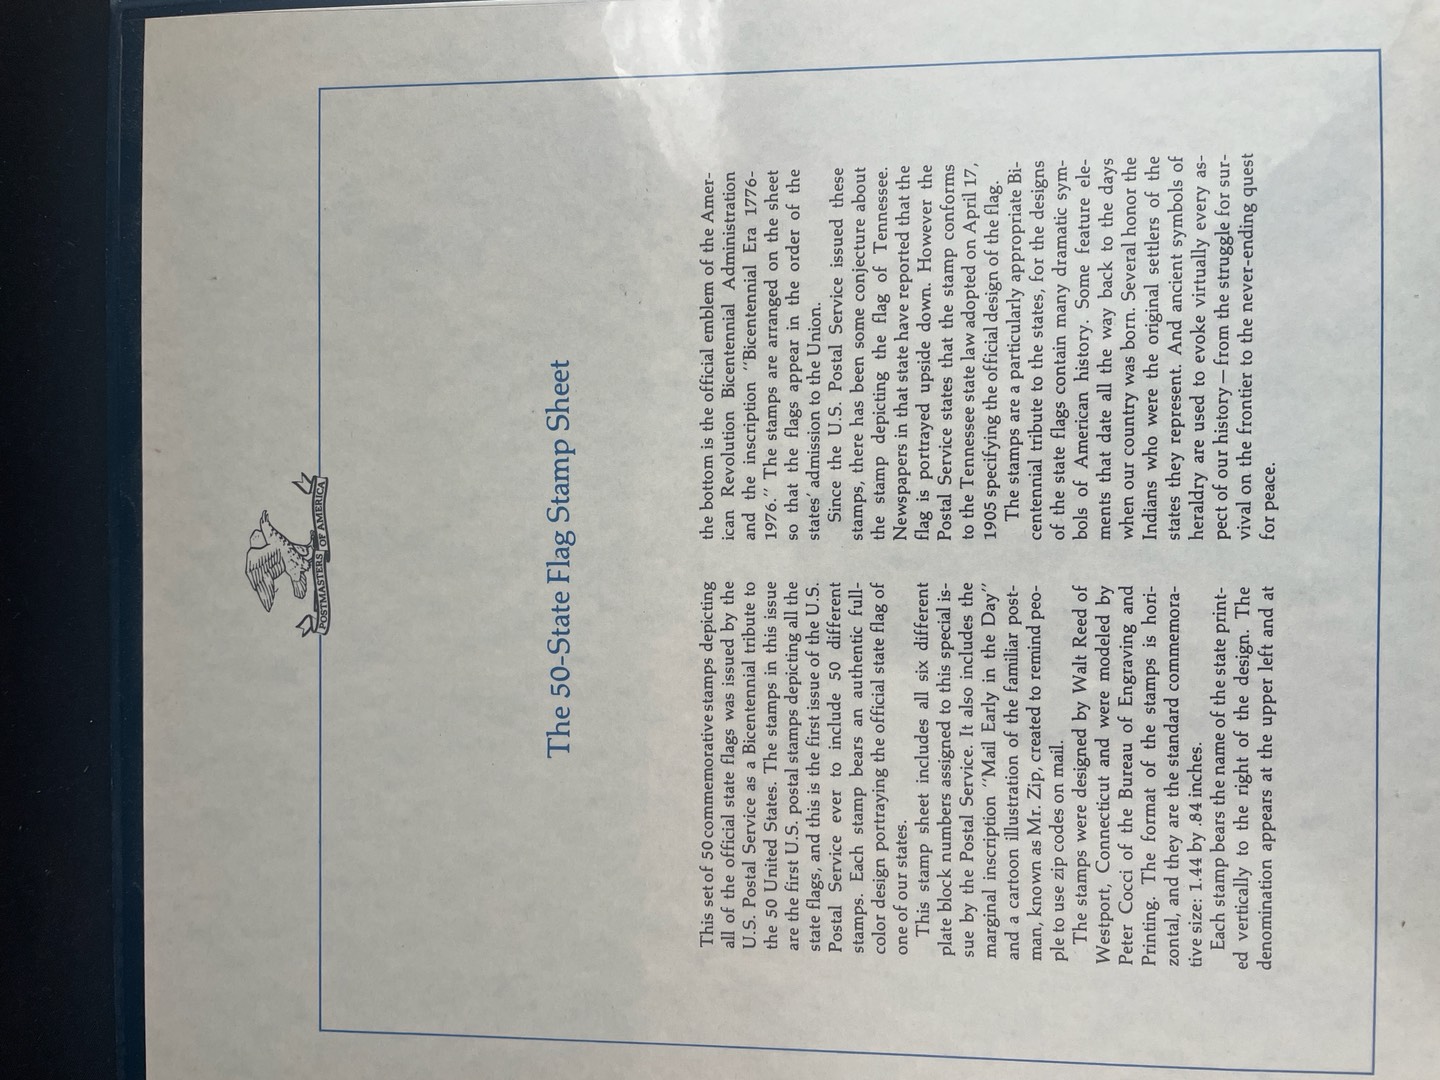 POSTMASTERS OF AMERICA
The 50-State Flag Stamp Sheet
This set of 50 commemorative stamps depicting
all of the official state flags was issued by the
U.S. Postal Service as a Bicentennial tribute to
the 50 United States. The stamps in this issue
are the first U.S. postal stamps depicting all the
state flags, and this is the first issue of the U.S.
Postal Service ever to include 50 different
stamps. Each stamp bears an authentic full-
color design portraying the official state flag of
one of our states.
This stamp sheet includes all six different
plate block numbers assigned to this special is-
sue by the Postal Service. It also includes the
marginal inscription "Mail Early in the Day"
and a cartoon illustration of the familiar post-
man, known as Mr. Zip, created to remind peo-
ple to use zip codes on mail.
The stamps were designed by Walt Reed of
Westport, Connecticut and were modeled by
Peter Cocci of the Bureau of Engraving and
Printing. The format of the stamps is hori-
zontal, and they are the standard commemora-
tive size: 1.44 by .84 inches.
Each stamp bears the name of the state print-
ed vertically to the right of the design. The
denomination appears at the upper left and at
the bottom is the official emblem of the Amer-
ican Revolution Bicentennial Administration
and the inscription "Bicentennial Era 1776-
1976." The stamps are arranged on the sheet
so that the flags appear in the order of the
states' admission to the Union.
Since the U.S. Postal Service issued these
stamps, there has been some conjecture about
the stamp depicting the flag of Tennessee.
Newspapers in that state have reported that the
flag is portrayed upside down. However the
Postal Service states that the stamp conforms
to the Tennessee state law adopted on April 17,
1905 specifying the official design of the flag.
The stamps are a particularly appropriate Bi-
centennial tribute to the states, for the designs
of the state flags contain many dramatic sym-
bols of American history. Some feature ele-
ments that date all the way back to the days
when our country was born. Several honor the
Indians who were the original settlers of the
states they represent. And ancient symbols of
heraldry are used to evoke virtually every as-
pect of our history — from the struggle for sur-
vival on the frontier to the never-ending quest
for peace.